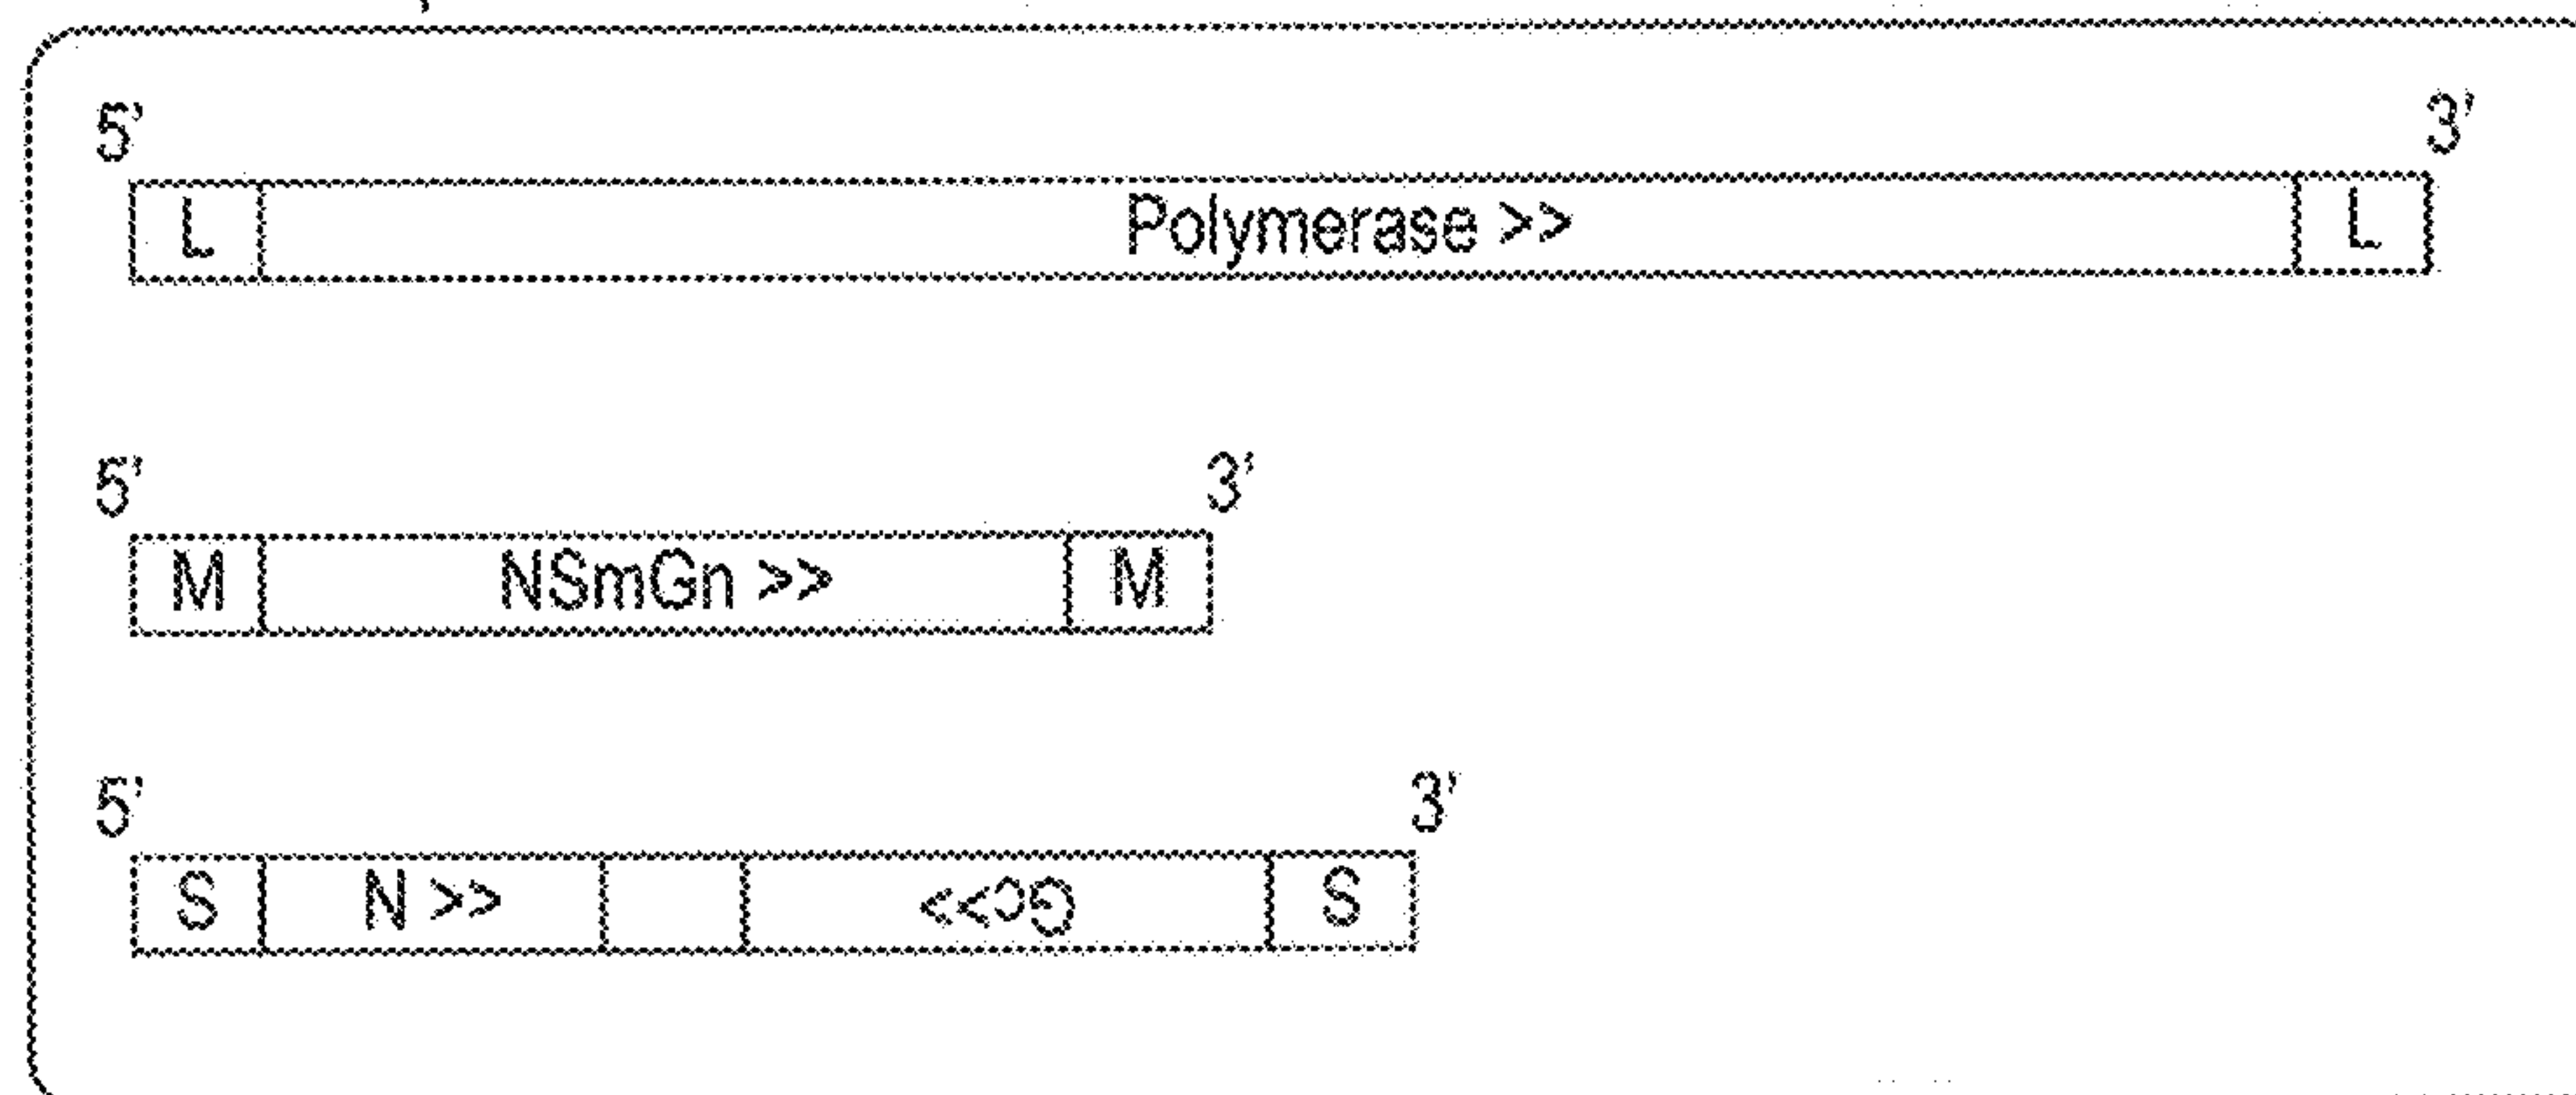 5' 3'
L Polymerase >> L
5' 3'
M NSmGn >> M
5' 3'
S N >> Gc>> S